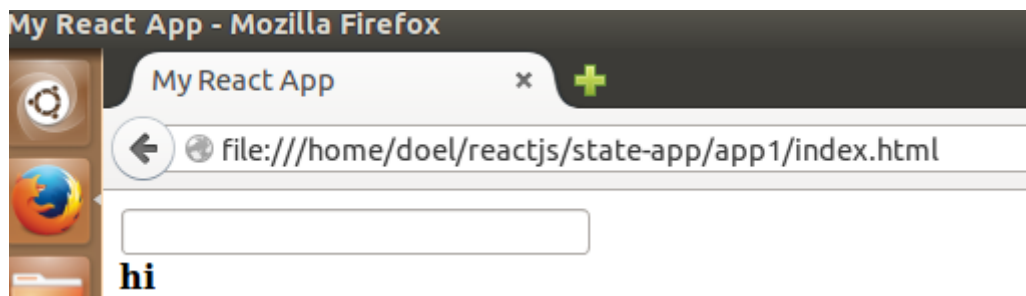 My React App - Mozilla Firefox
My React App
file:///home/doel/reactjs/state-app/app1/index.html
hi